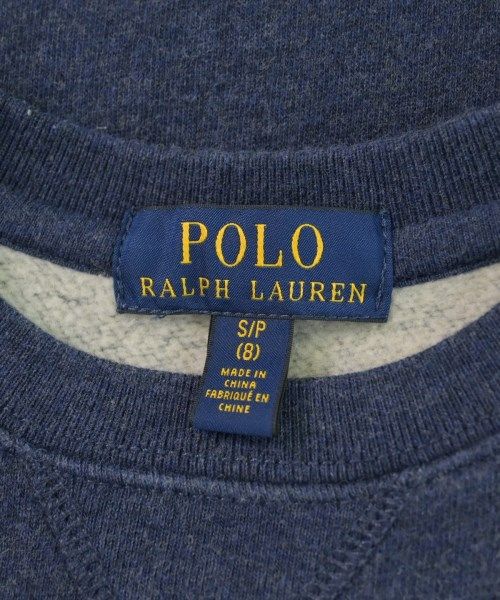 POLO
RALPH LAUREN
S/P
(8)
MADE IN
CHINA
FABRIQUÉ EN
CHINE